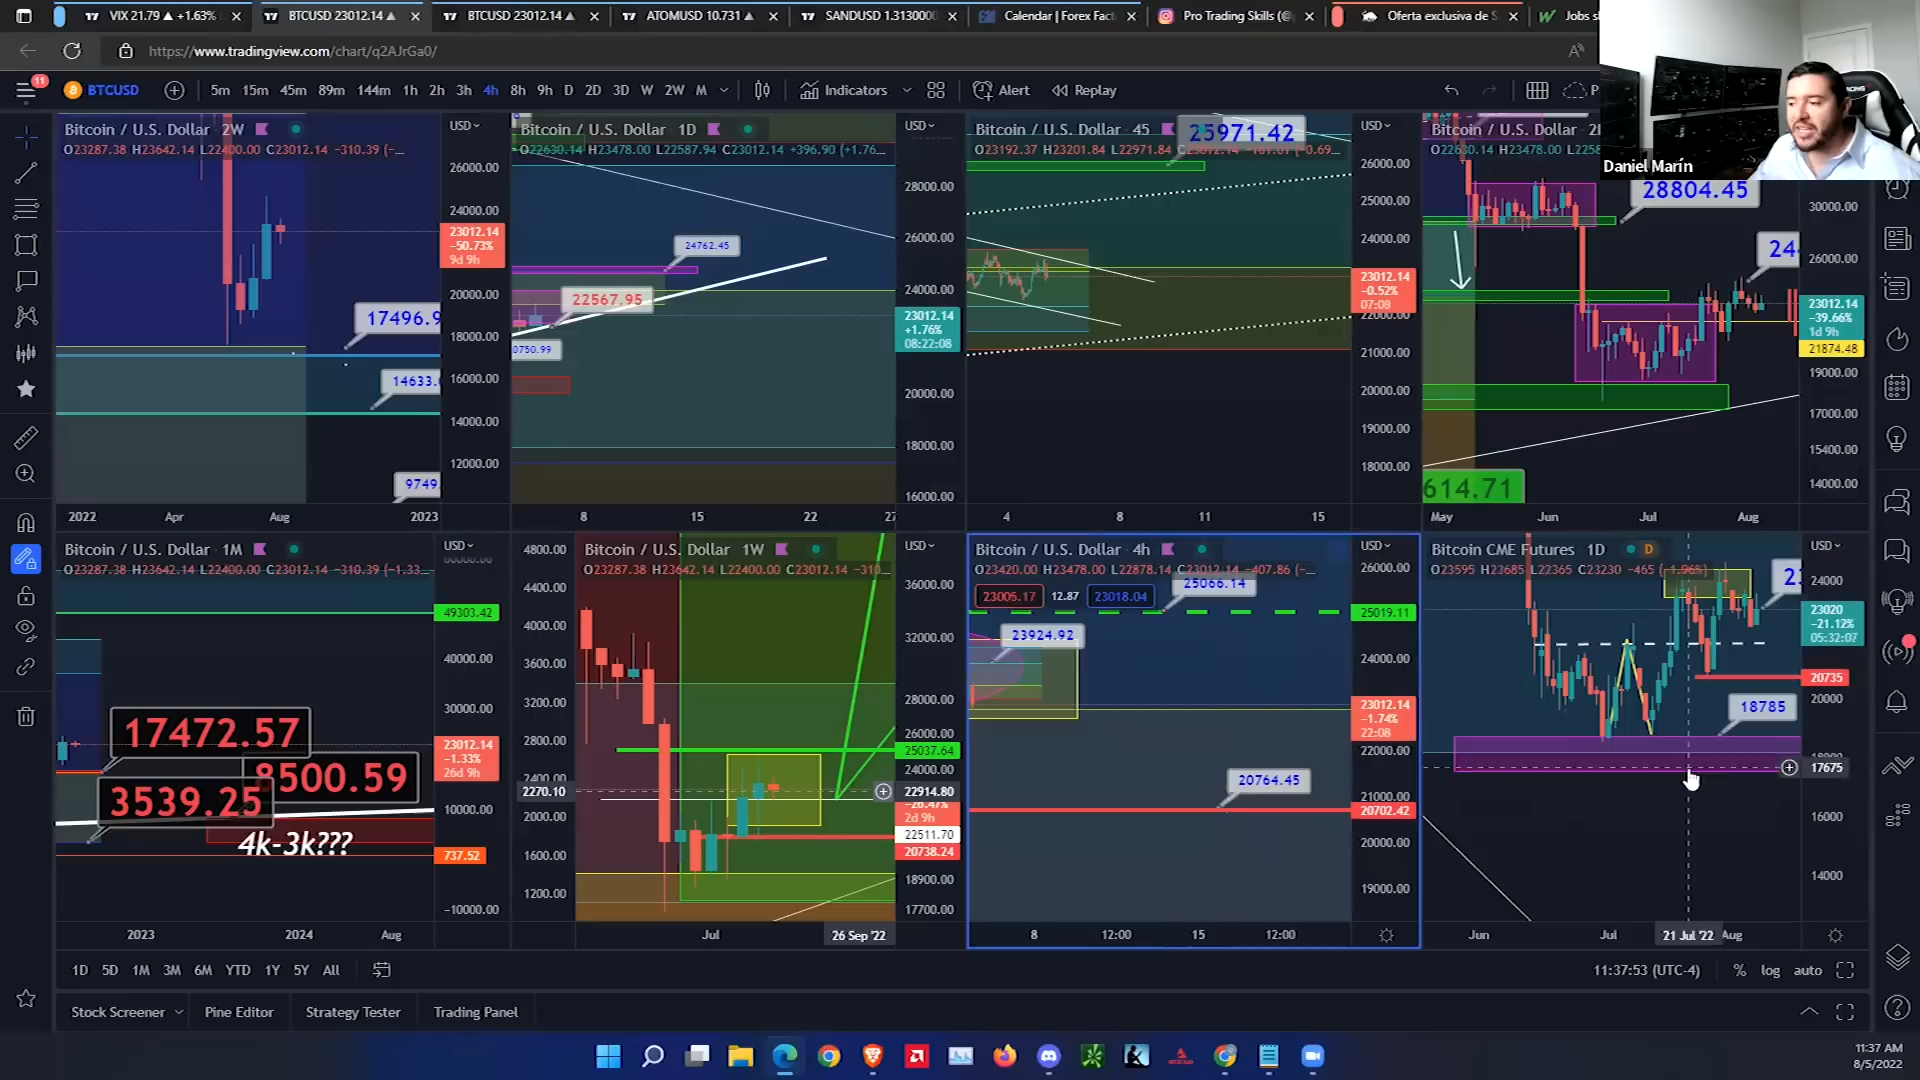 VIX 21.79 ▲ +1.63%
BTCUSD 23012.14 ▲
BTCUSD 23012.14 ▲
ATOMUSD 10.731 ▲
SANDUSD 1.3130000
Calendar | Forex Fact
Pro Trading Skills (@
Oferta exclusiva de S
Jobs s
https://www.tradingview.com/chart/q2AJrGa0/
11
BTCUSD
5m 15m 45m 89m 144m 1h 2h 3h 4h 8h 9h D 2D 3D W 2W M
Indicators
Alert
Replay
Daniel Marín
Bitcoin / U.S. Dollar 2W
O23287.38 H23642.14 L22400.00 C23012.14 −310.39 (−...
USD
26000.00
24000.00
23012.14
−50.73%
9d 9h
20000.00
18000.00
16000.00
14000.00
12000.00
17496.9
14633.
9749
2022 Apr Aug 2023
Bitcoin / U.S. Dollar 1D
O22630.14 H23478.00 L22587.94 C23012.14 +396.90 (+1.76...
USD
28000.00
26000.00
24000.00
23012.14
+1.76%
08:22:08
20000.00
18000.00
16000.00
24762.45
22567.95
0750.99
8 15 22 27
Bitcoin / U.S. Dollar 45
O23192.37 H23201.84 L22971.84
25971.42
USD
26000.00
25000.00
24000.00
23012.14
−0.52%
07:08
22000.00
21000.00
20000.00
19000.00
18000.00
4 8 11 15
Bitcoin / U.S. Dollar
O22630.14 H23478.00 L2258
28804.45
24
30000.00
26000.00
23012.14
−39.66%
1d 9h
21874.48
19000.00
17000.00
15400.00
14000.00
614.71
May Jun Jul Aug
Bitcoin / U.S. Dollar 1M
O23287.38 H23642.14 L22400.00 C23012.14 −310.39 (−1.33...
USD
49303.42
40000.00
30000.00
23012.14
−1.33%
26d 9h
10000.00
737.52
−10000.00
17472.57
8500.59
3539.25
4k-3k???
2023 2024 Aug
4800.00
4400.00
4000.00
3600.00
3200.00
2800.00
2270.10
2000.00
1600.00
1200.00
Bitcoin / U.S. Dollar 1W
O23287.38 H23642.14 L22400.00 C23012.14 −310...
USD
36000.00
32000.00
28000.00
26000.00
25037.64
24000.00
22914.80
2d 9h
22511.70
20738.24
18900.00
17700.00
Jul 26 Sep '22
Bitcoin / U.S. Dollar 4h
O23420.00 H23478.00 L22878.14 C23012.14 −407.86 (−...
23005.17 12.87 23018.04
25066.14
23924.92
20764.45
USD
26000.00
25019.11
24000.00
23012.14
−1.74%
22:08
22000.00
21000.00
20702.42
20000.00
19000.00
8 12:00 15 12:00
Bitcoin CME Futures 1D
D
O23595 H23685 L22365 C23230 −465 (−1.96%)
USD
24000
23020
−21.12%
05:32:07
20735
20000
18785
17675
16000
14000
Jun Jul 21 Jul '22 Aug
1D 5D 1M 3M 6M YTD 1Y 5Y All
11:37:53 (UTC-4)
% log auto
Stock Screener
Pine Editor
Strategy Tester
Trading Panel
11:37 AM
8/5/2022